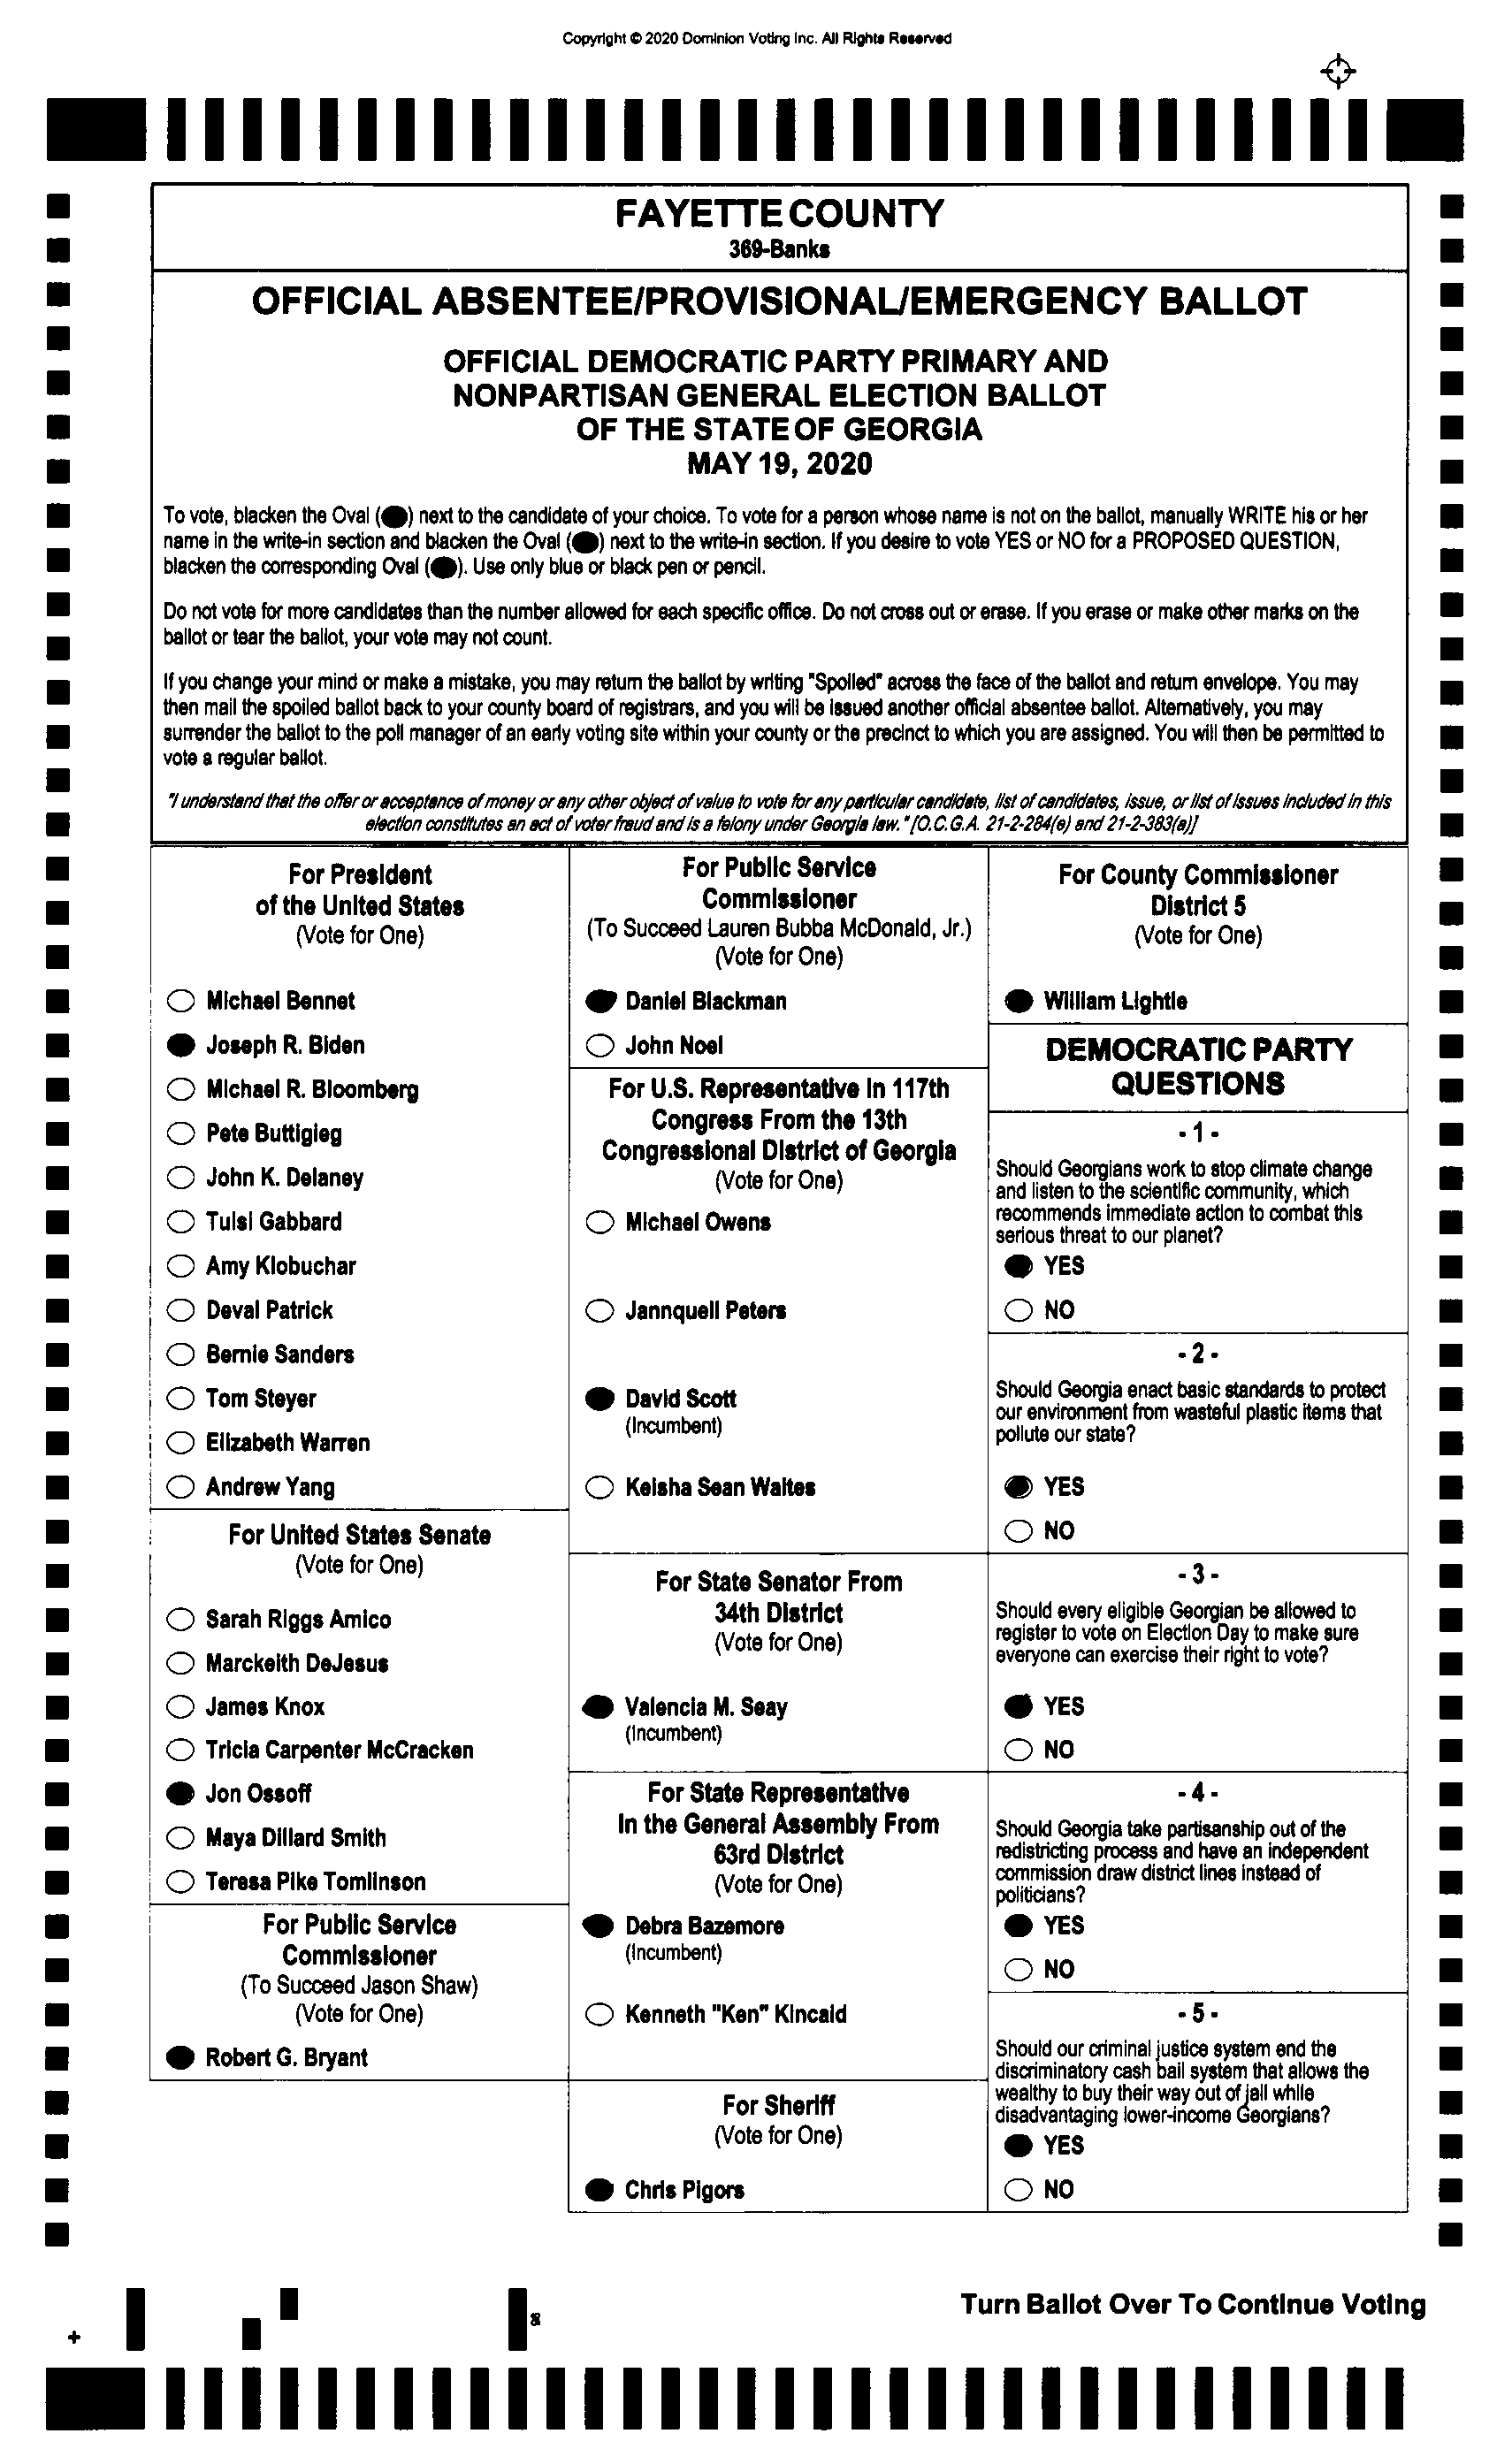 Copyright © 2020 Dominion Voting Inc. All Rights Reserved
FAYETTE COUNTY
369-Banks
OFFICIAL ABSENTEE/PROVISIONAL/EMERGENCY BALLOT
OFFICIAL DEMOCRATIC PARTY PRIMARY AND
NONPARTISAN GENERAL ELECTION BALLOT
OF THE STATE OF GEORGIA
MAY 19, 2020
To vote, blacken the Oval ( ) next to the candidate of your choice. To vote for a person whose name is not on the ballot, manually WRITE his or her
name in the write-in section and blacken the Oval ( ) next to the write-in section. If you desire to vote YES or NO for a PROPOSED QUESTION,
blacken the corresponding Oval ( ). Use only blue or black pen or pencil.
Do not vote for more candidates than the number allowed for each specific office. Do not cross out or erase. If you erase or make other marks on the
ballot or tear the ballot, your vote may not count.
If you change your mind or make a mistake, you may return the ballot by writing "Spoiled" across the face of the ballot and return envelope. You may
then mail the spoiled ballot back to your county board of registrars, and you will be issued another official absentee ballot. Alternatively, you may
surrender the ballot to the poll manager of an early voting site within your county or the precinct to which you are assigned. You will then be permitted to
vote a regular ballot.
"I understand that the offer or acceptance of money or any other object of value to vote for any particular candidate, list of candidates, issue, or list of issues included in this
election constitutes an act of voter fraud and is a felony under Georgia law. "[O.C.G.A. 21-2-284(e) and 21-2-383(a)]
For President
of the United States
(Vote for One)
Michael Bennet
Joseph R. Biden
Michael R. Bloomberg
Pete Buttigieg
John K. Delaney
Tulsi Gabbard
Amy Klobuchar
Deval Patrick
Bernie Sanders
Tom Steyer
Elizabeth Warren
Andrew Yang
For United States Senate
(Vote for One)
Sarah Riggs Amico
Marckeith DeJesus
James Knox
Tricia Carpenter McCracken
Jon Ossoff
Maya Dillard Smith
Teresa Pike Tomlinson
For Public Service
Commissioner
(To Succeed Jason Shaw)
(Vote for One)
Robert G. Bryant
For Public Service
Commissioner
(To Succeed Lauren Bubba McDonald, Jr.)
(Vote for One)
Daniel Blackman
John Noel
For U.S. Representative in 117th
Congress From the 13th
Congressional District of Georgia
(Vote for One)
Michael Owens
Jannquell Peters
David Scott
(Incumbent)
Keisha Sean Waites
For State Senator From
34th District
(Vote for One)
Valencia M. Seay
(Incumbent)
For State Representative
In the General Assembly From
63rd District
(Vote for One)
Debra Bazemore
(Incumbent)
Kenneth "Ken" Kincaid
For Sheriff
(Vote for One)
Chris Pigors
For County Commissioner
District 5
(Vote for One)
William Lightle
DEMOCRATIC PARTY
QUESTIONS
- 1 -
Should Georgians work to stop climate change
and listen to the scientific community, which
recommends immediate action to combat this
serious threat to our planet?
YES
NO
- 2 -
Should Georgia enact basic standards to protect
our environment from wasteful plastic items that
pollute our state?
YES
NO
- 3 -
Should every eligible Georgian be allowed to
register to vote on Election Day to make sure
everyone can exercise their right to vote?
YES
NO
- 4 -
Should Georgia take partisanship out of the
redistricting process and have an independent
commission draw district lines instead of
politicians?
YES
NO
- 5 -
Should our criminal justice system end the
discriminatory cash bail system that allows the
wealthy to buy their way out of jail while
disadvantaging lower-income Georgians?
YES
NO
Turn Ballot Over To Continue Voting